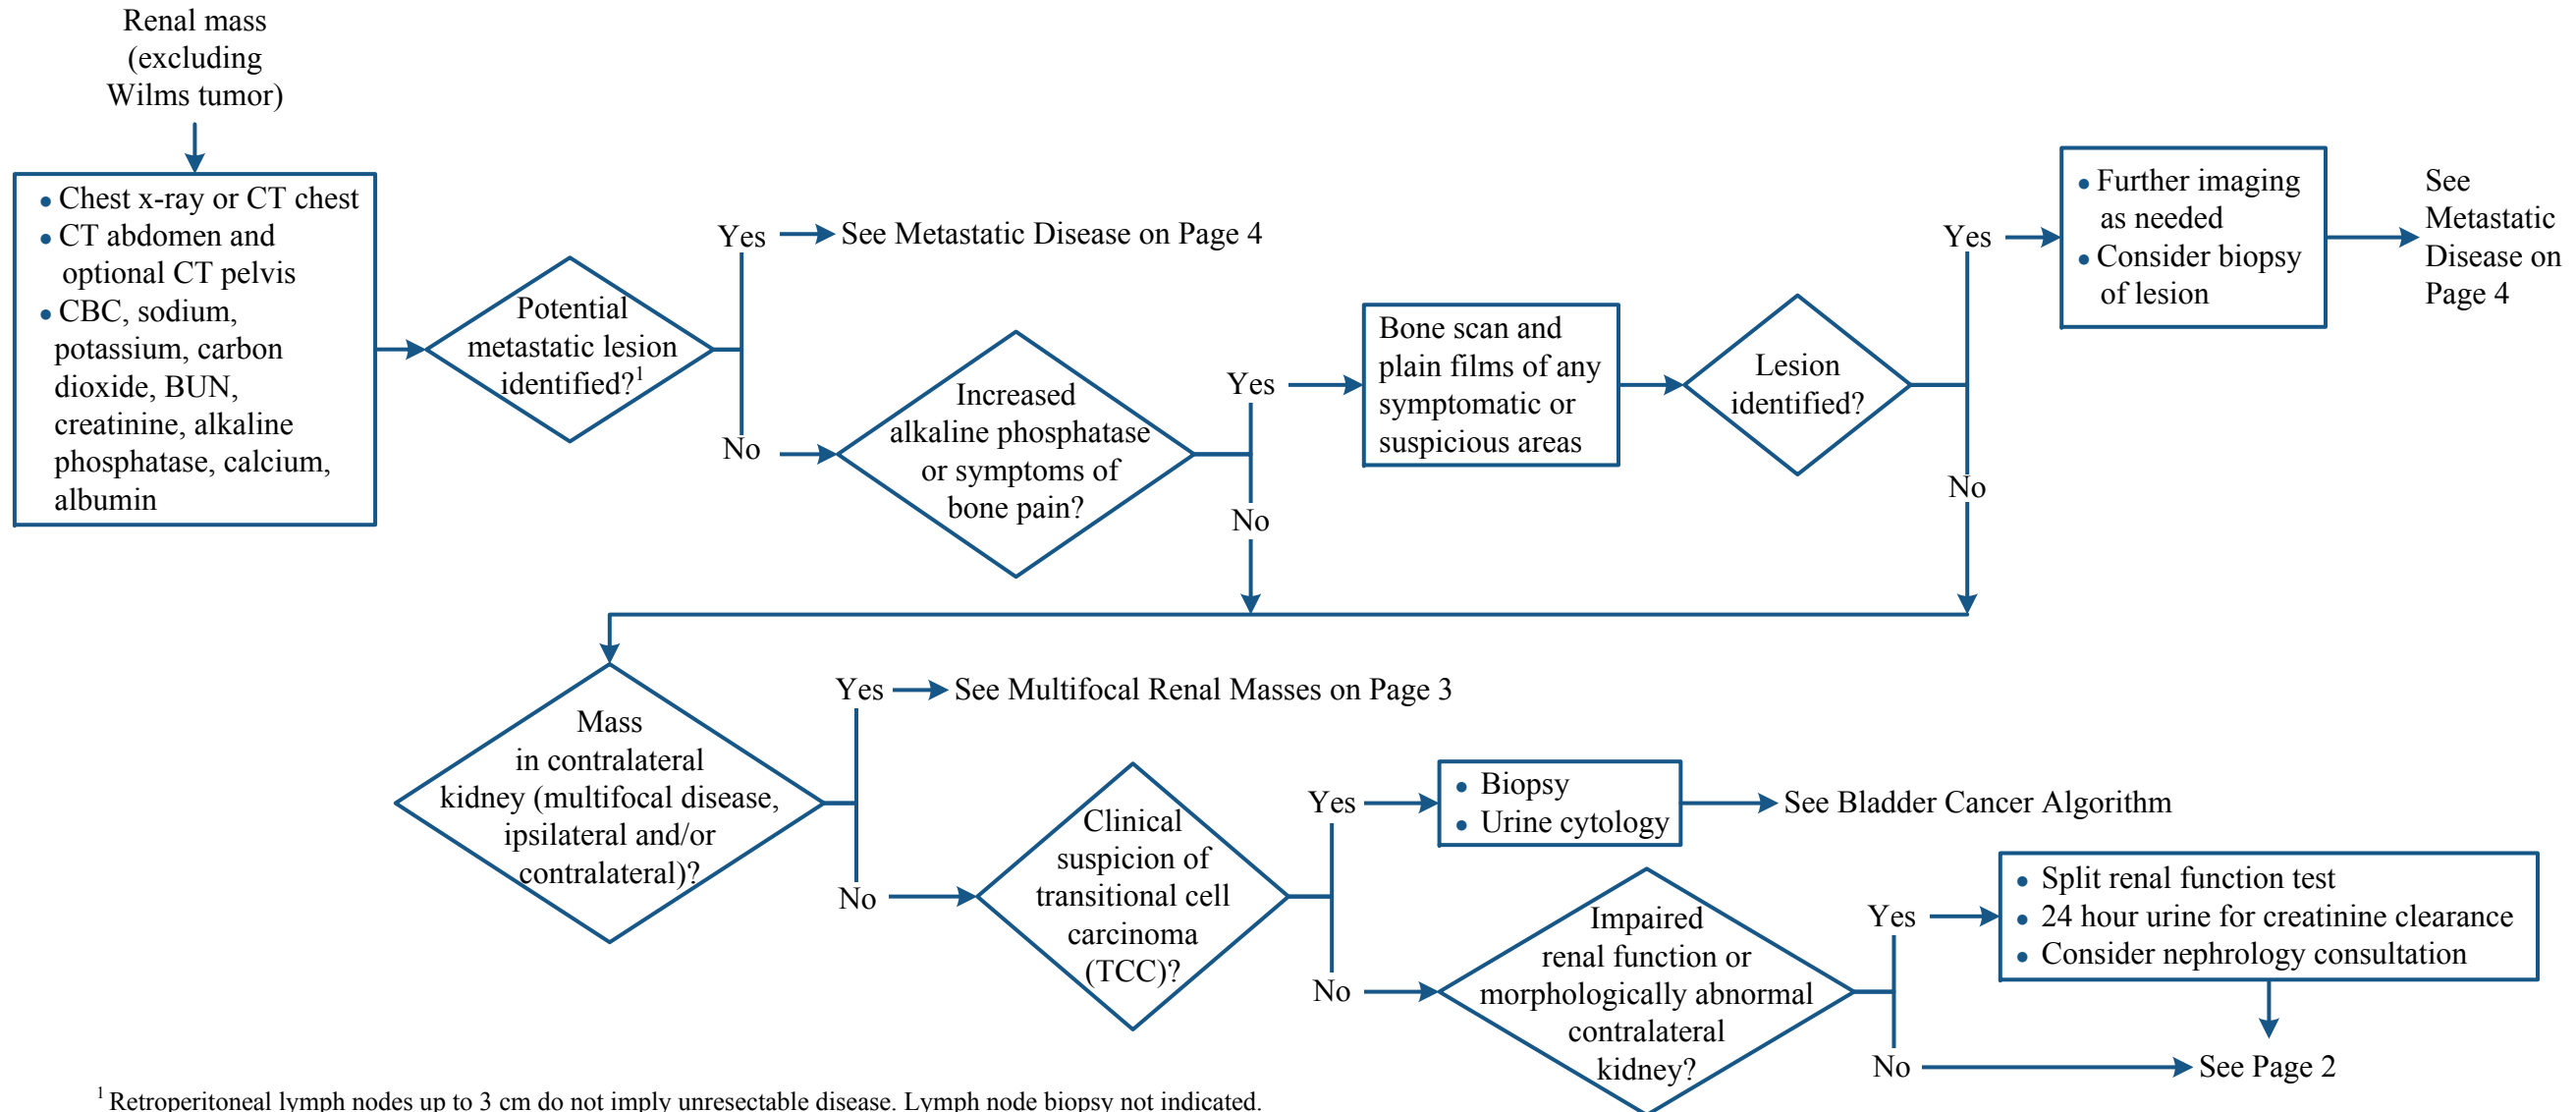 Renal mass
(excluding
Wilms tumor)
• Chest x-ray or CT chest
• CT abdomen and
optional CT pelvis
• CBC, sodium,
potassium, carbon
dioxide, BUN,
creatinine, alkaline
phosphatase, calcium,
albumin
Potential
metastatic lesion
identified?1
Yes
See Metastatic Disease on Page 4
No
Increased
alkaline phosphatase
or symptoms of
bone pain?
Yes
Bone scan and
plain films of any
symptomatic or
suspicious areas
No
Lesion
identified?
Yes
• Further imaging
as needed
• Consider biopsy
of lesion
See
Metastatic
Disease on
Page 4
No
Mass
in contralateral
kidney (multifocal disease,
ipsilateral and/or
contralateral)?
Yes
See Multifocal Renal Masses on Page 3
No
Clinical
suspicion of
transitional cell
carcinoma
(TCC)?
Yes
• Biopsy
• Urine cytology
See Bladder Cancer Algorithm
No
Impaired
renal function or
morphologically abnormal
contralateral
kidney?
Yes
• Split renal function test
• 24 hour urine for creatinine clearance
• Consider nephrology consultation
No
See Page 2
1 Retroperitoneal lymph nodes up to 3 cm do not imply unresectable disease. Lymph node biopsy not indicated.